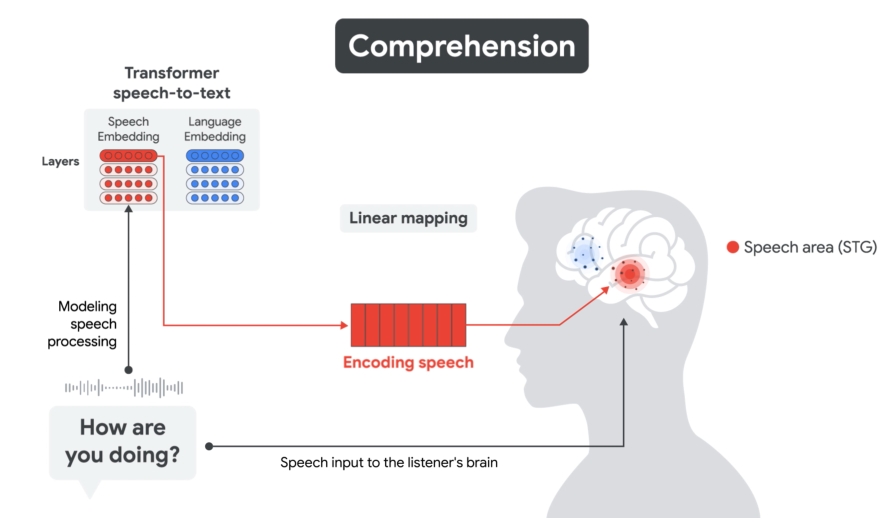 Comprehension
Transformer
speech-to-text
Speech
Embedding
Language
Embedding
Layers
Linear mapping
Speech area (STG)
Modeling
speech
processing
Encoding speech
How are
you doing?
Speech input to the listener's brain